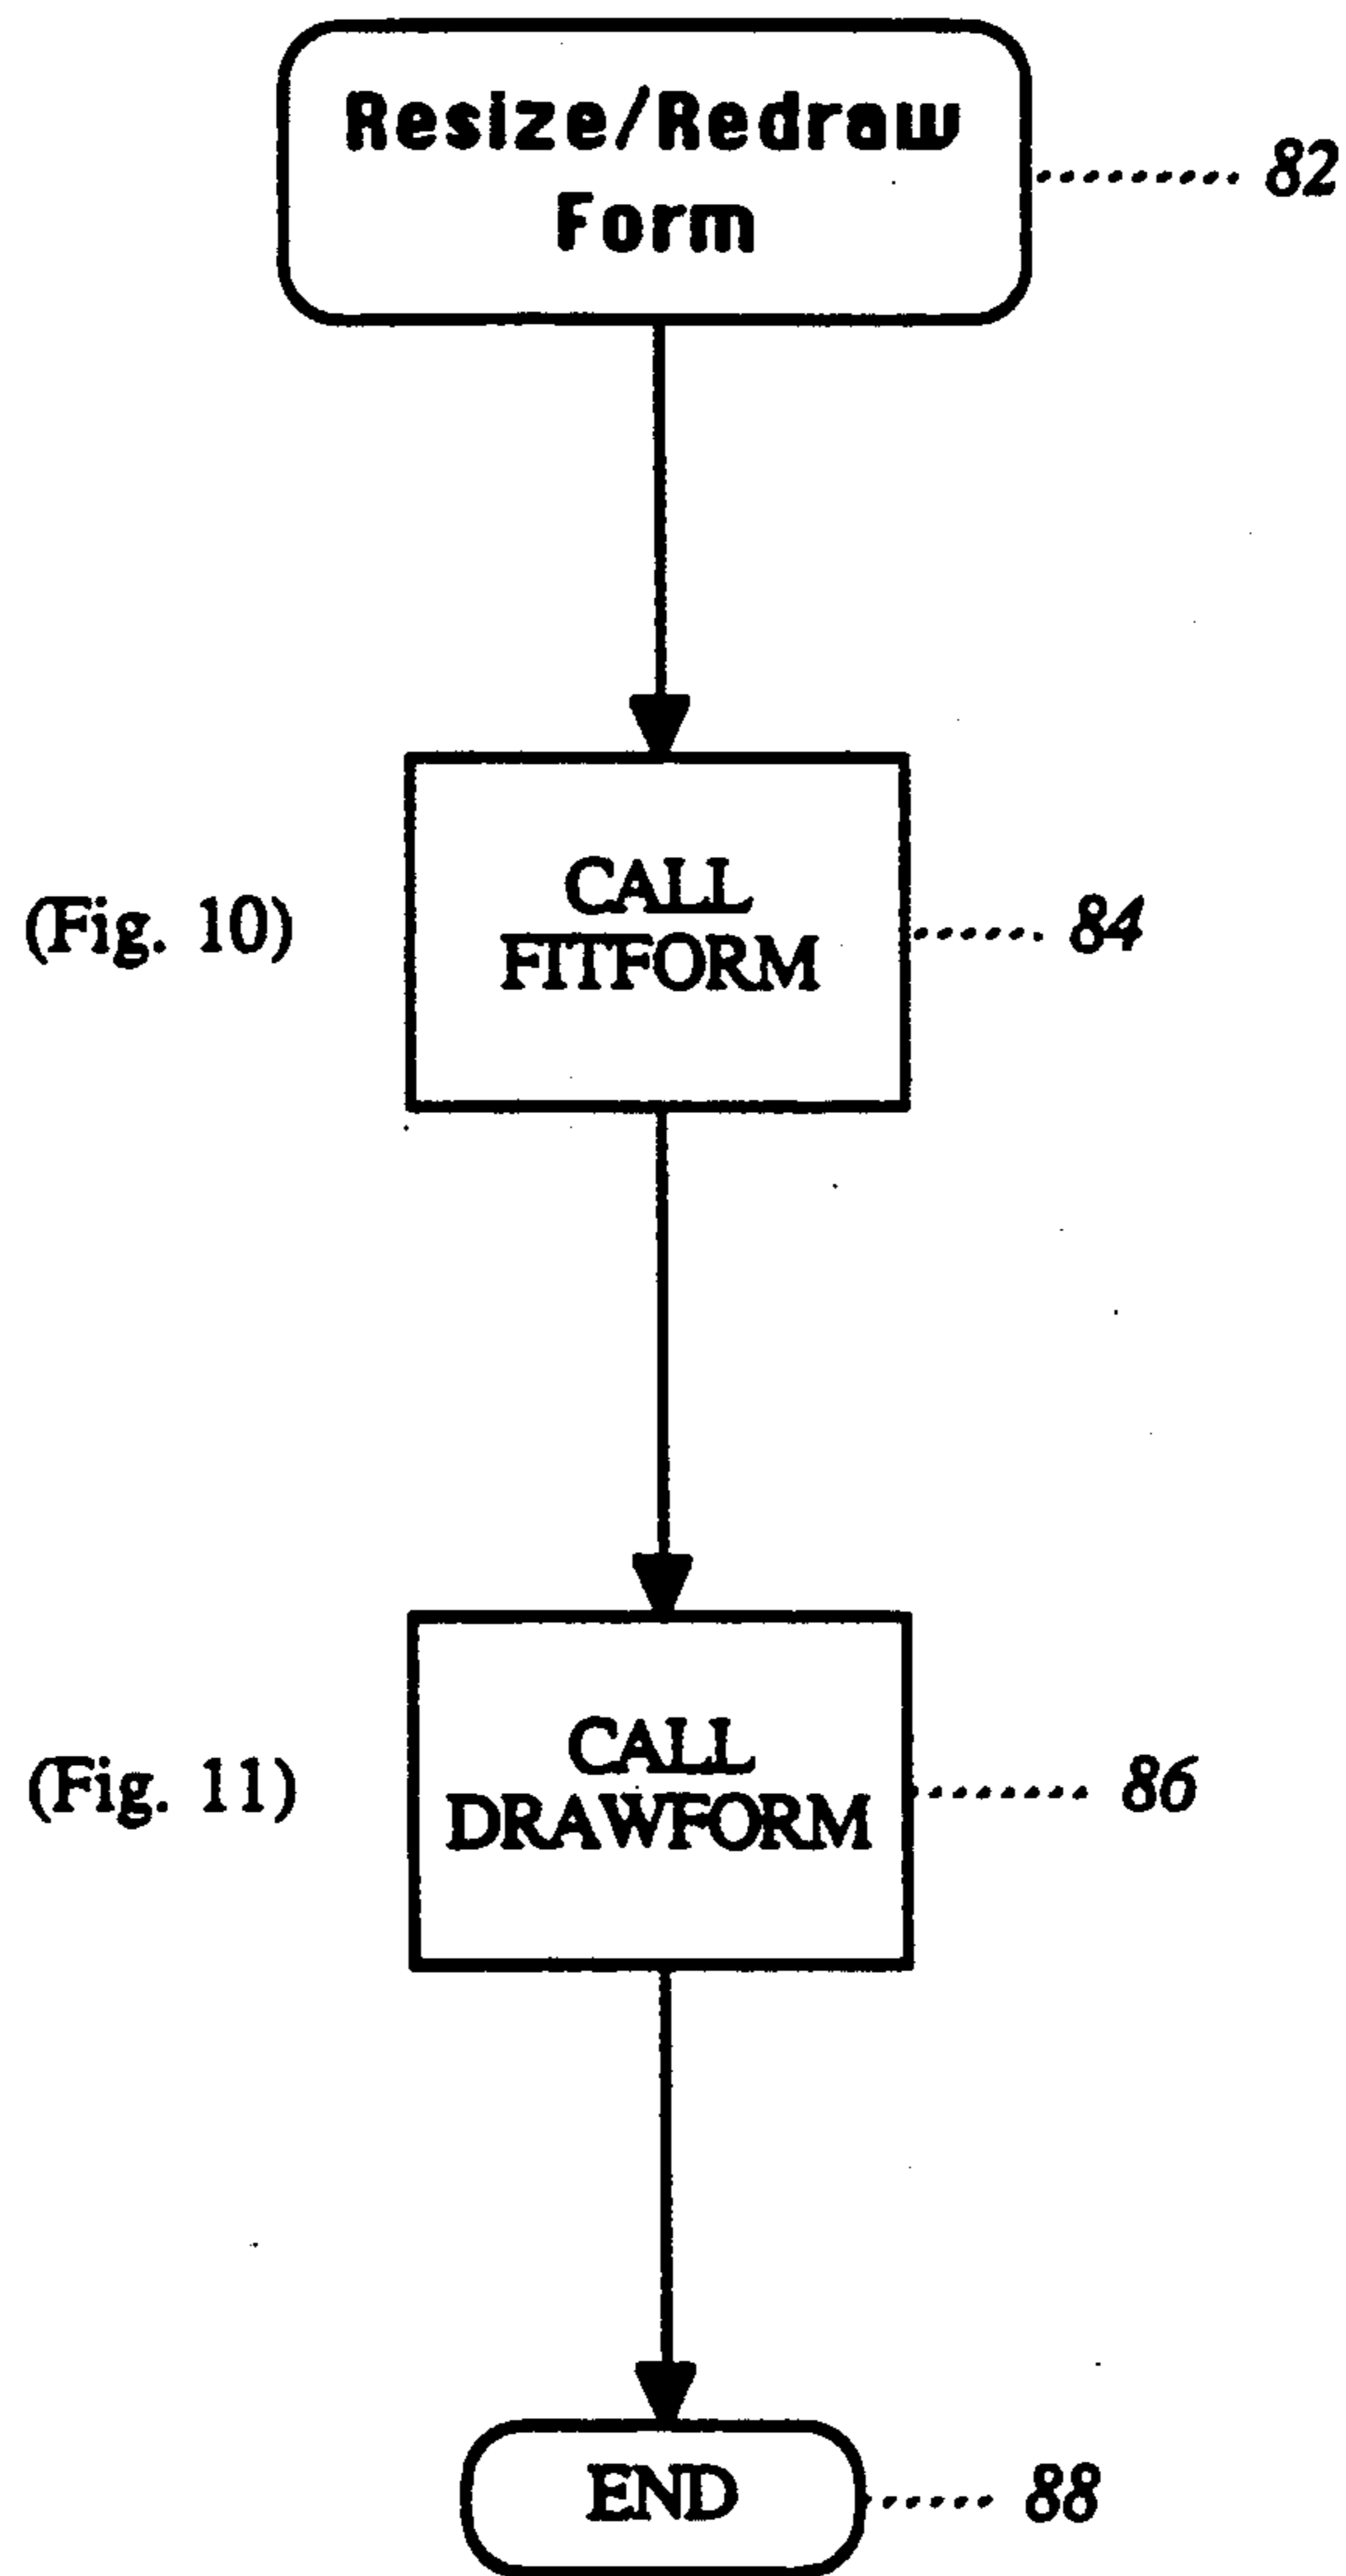 Resize/Redraw
Form
82
CALL
FITFORM
(Fig. 10)
84
CALL
DRAWFORM
(Fig. 11)
86
END
88